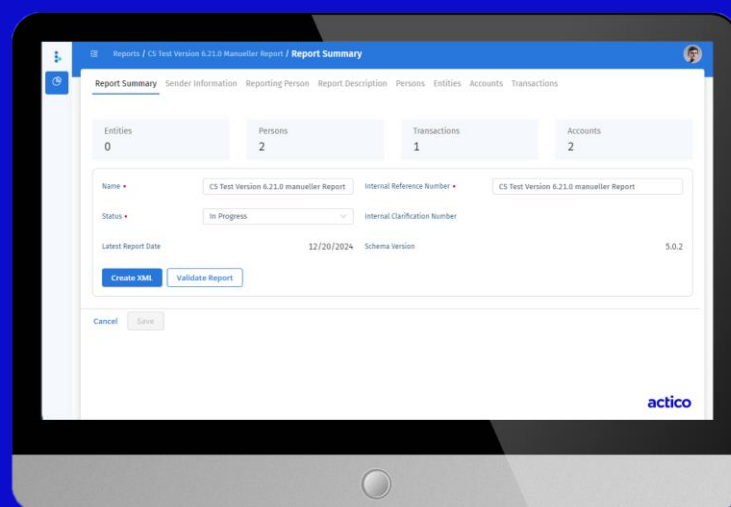 Reports / CS Test Version 6.21.0 Manueller Report / Report Summary
Report Summary Sender Information Reporting Person Report Description Persons Entities Accounts Transactions
Entities Persons Transactions Accounts
0 2 1 2
Name • CS Test Version 6.21.0 manueller Report Internal Reference Number • CS Test Version 6.21.0 manueller Report
Status • In Progress Internal Clarification Number
Latest Report Date 12/20/2024 Schema Version 5.0.2
Create XML Validate Report
Cancel Save
actico